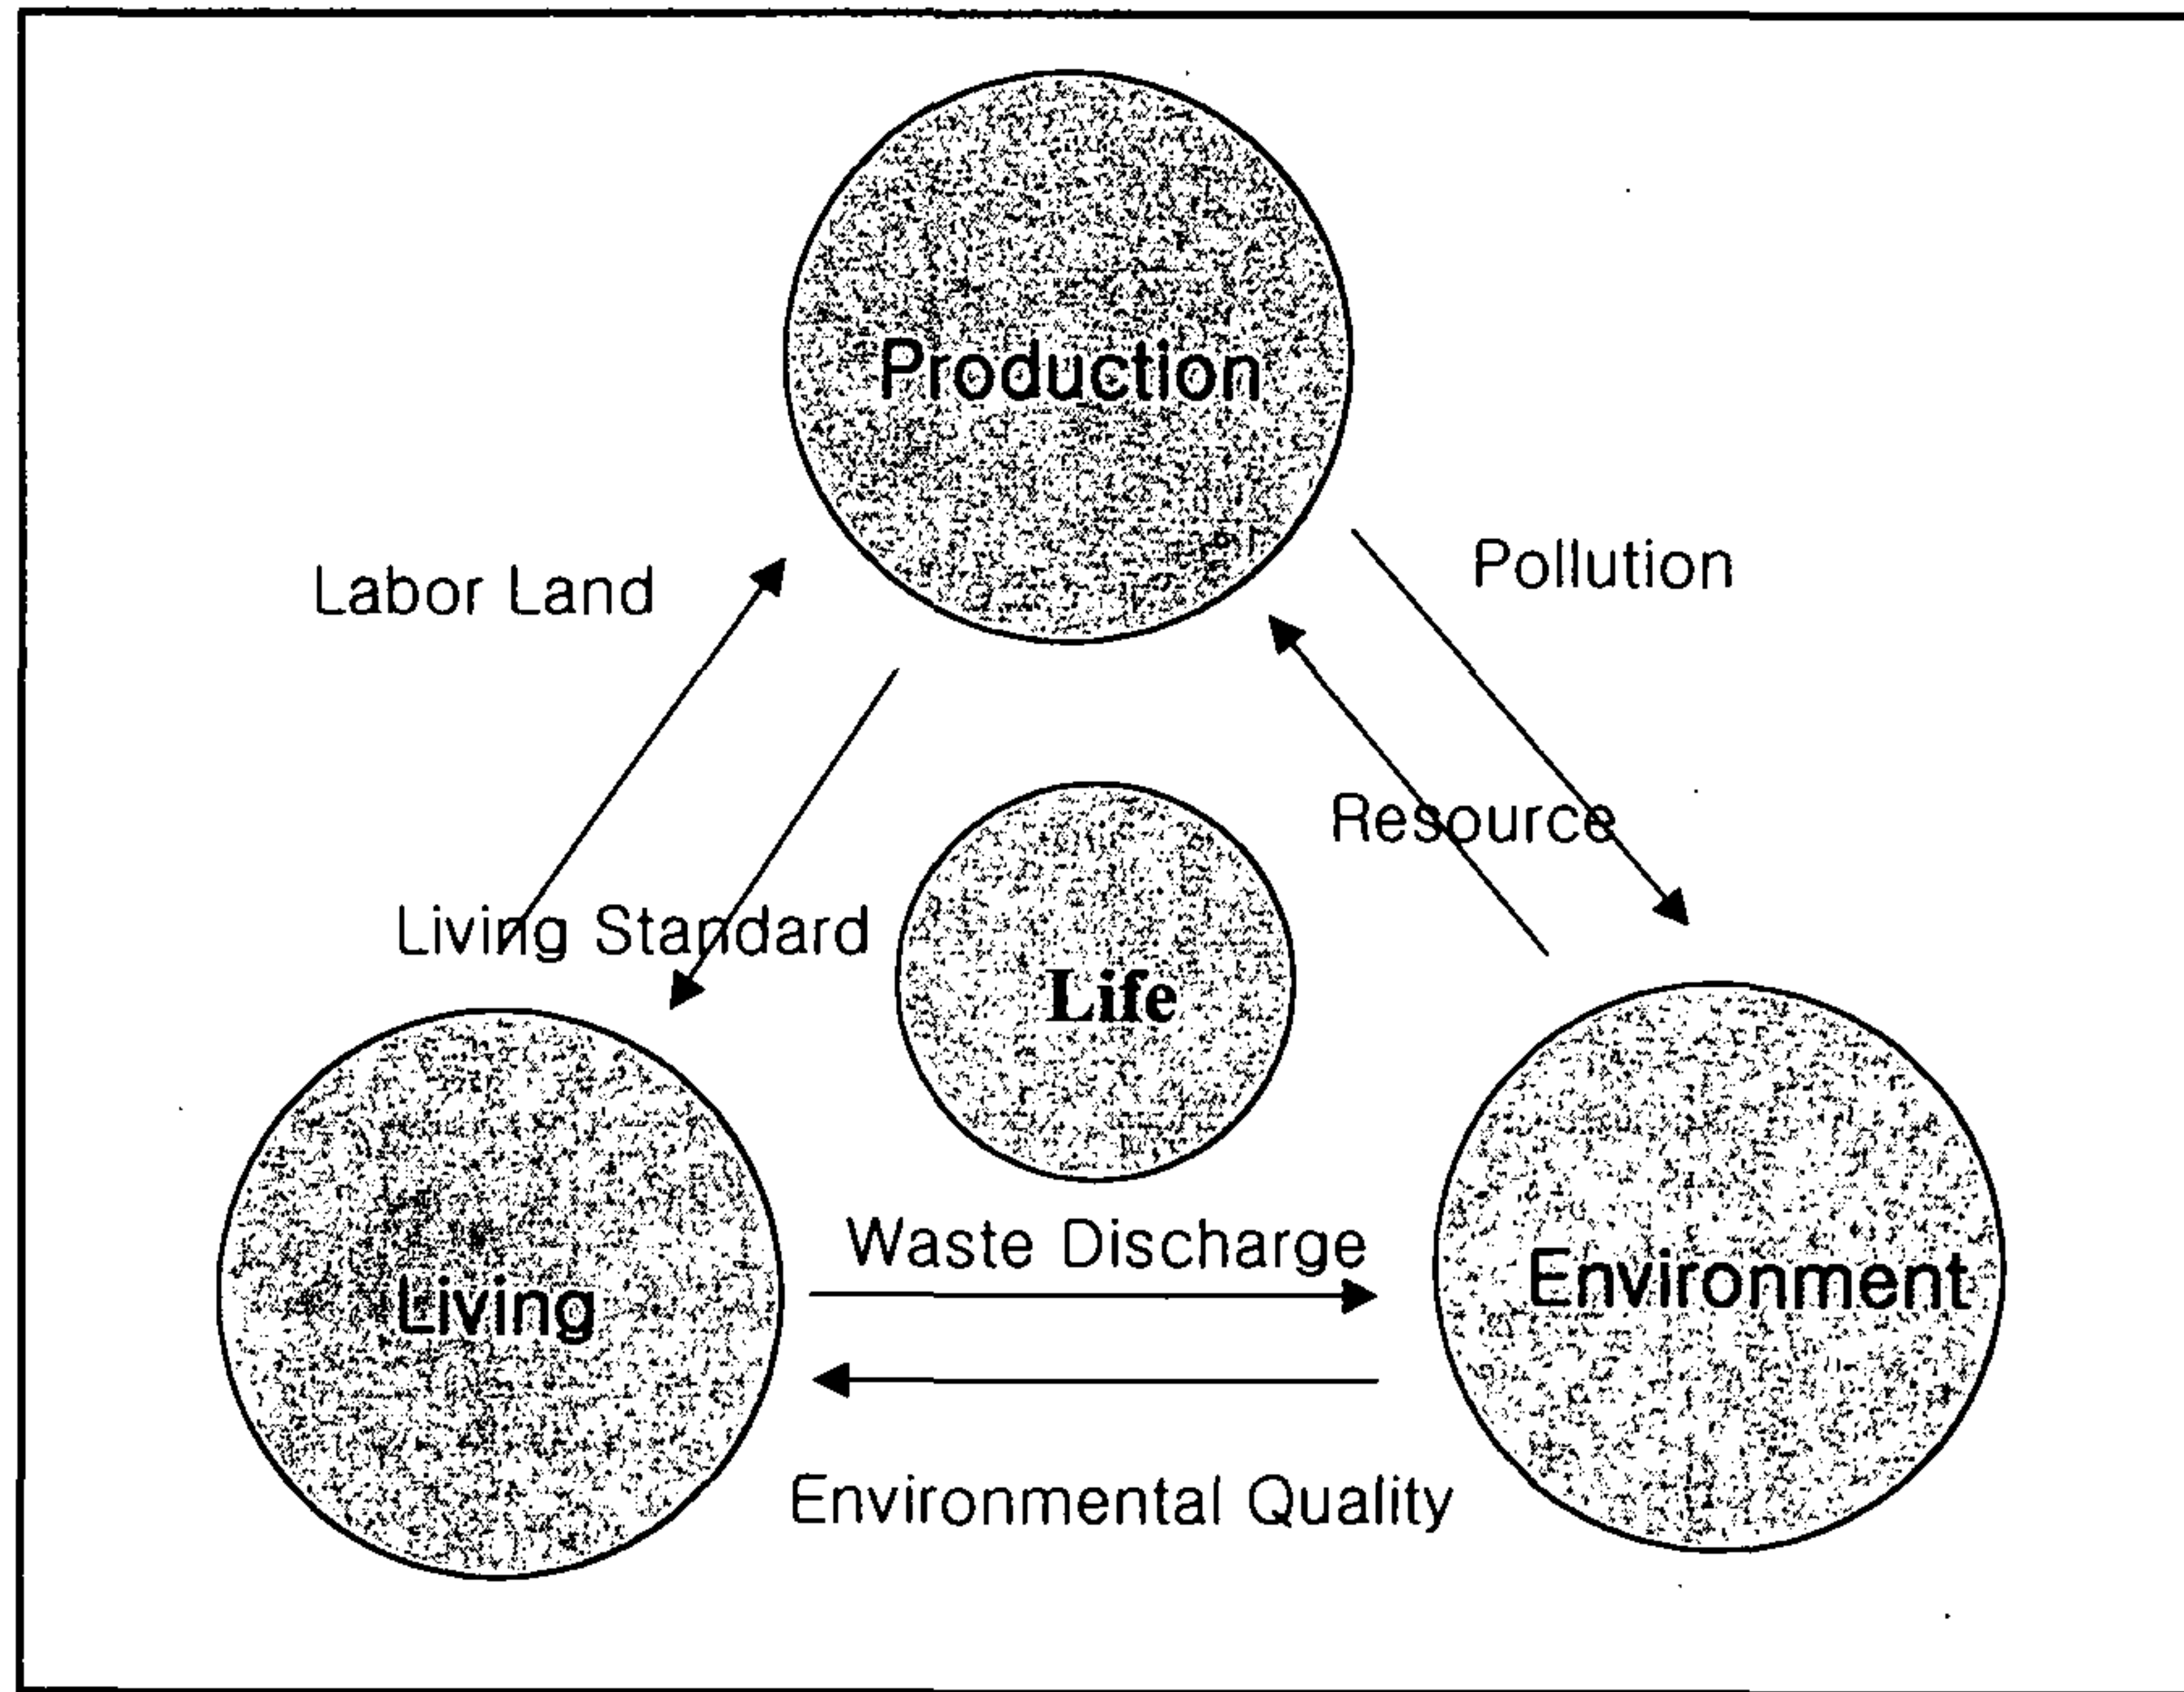 Production
Labor Land
Pollution
Resource
Living Standard
Life
Waste Discharge
Living
Environment
Environmental Quality